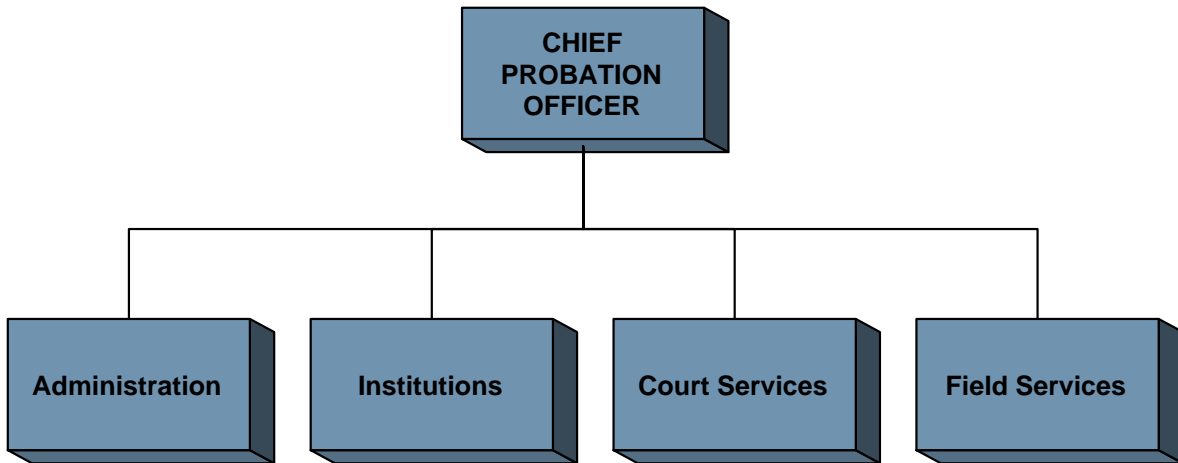 CHIEF
PROBATION
OFFICER
Administration
Institutions
Court Services
Field Services